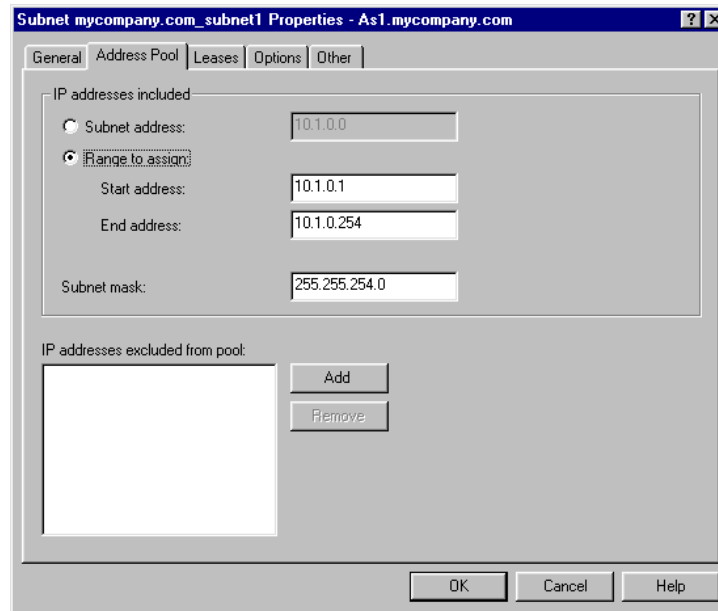 Subnet mycompany.com_subnet1 Properties - As1.mycompany.com
General Address Pool Leases Options Other
IP addresses included
Subnet address: 10.1.0.0
Range to assign:
Start address: 10.1.0.1
End address: 10.1.0.254
Subnet mask: 255.255.254.0
IP addresses excluded from pool:
Add
Remove
OK Cancel Help